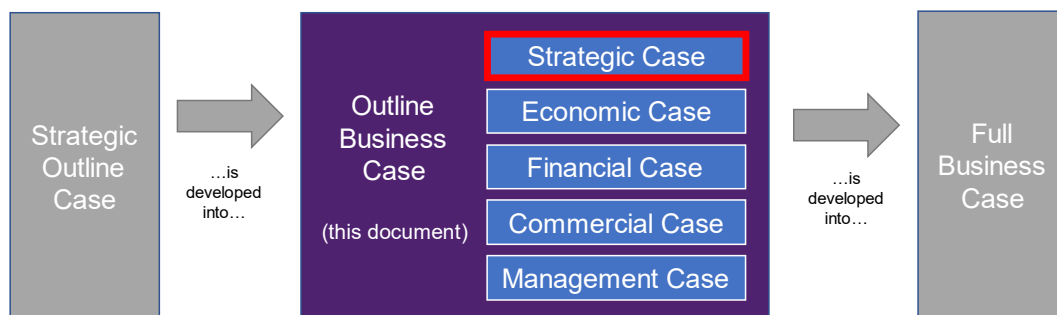 Strategic
Outline
Case
…is
developed
into…
Outline
Business
Case
(this document)
Strategic Case
Economic Case
Financial Case
Commercial Case
Management Case
…is
developed
into…
Full
Business
Case